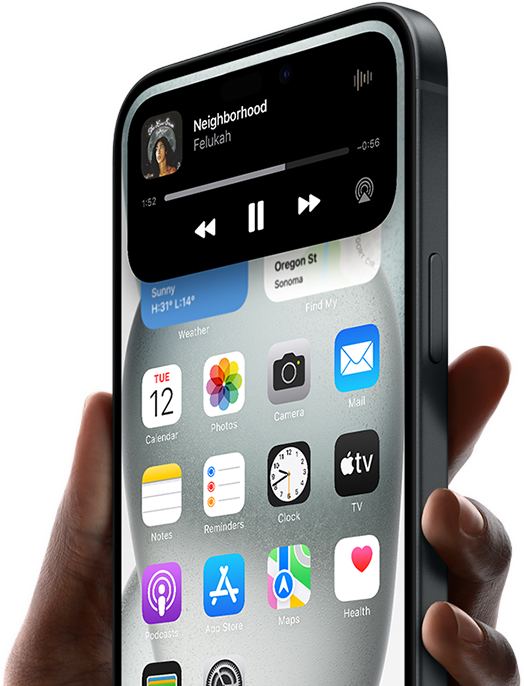 Neighborhood
Felukah
1:52
-0:56
Sunny
H:31° L:14°
Weather
Oregon St
Sonoma
Find My
TUE
12
Calendar
Photos
Camera
Mail
Notes
Reminders
Clock
tv
TV
Podcasts
App Store
Maps
Health